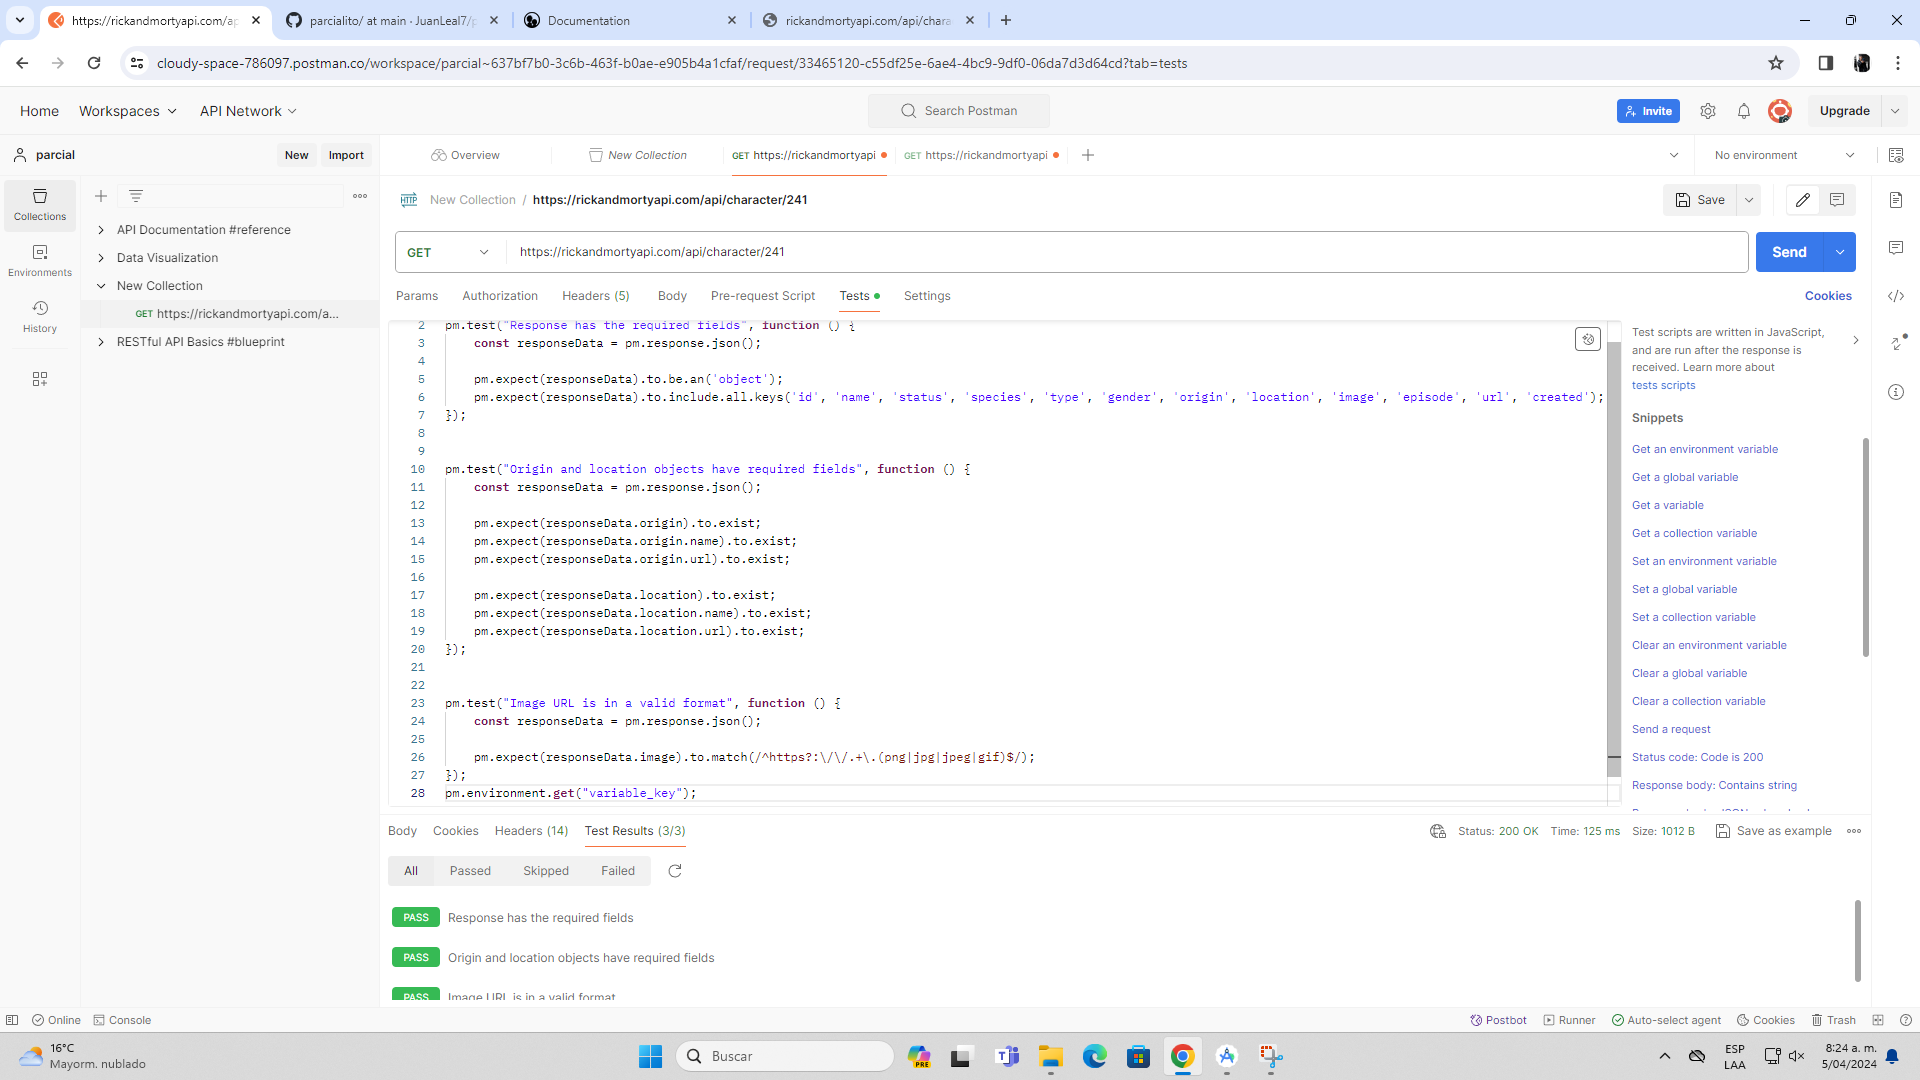 https://rickandmortyapi.com/ap
parcialito/ at main · JuanLeal7/p
Documentation
rickandmortyapi.com/api/chara
cloudy-space-786097.postman.co/workspace/parcial~637bf7b0-3c6b-463f-b0ae-e905b4a1cfaf/request/33465120-c55df25e-6ae4-4bc9-9df0-06da7d3d64cd?tab=tests
Home
Workspaces
API Network
Search Postman
Invite
Upgrade
parcial
New
Import
Overview
New Collection
GET https://rickandmortyapi
GET https://rickandmortyapi
No environment
Collections
Environments
History
API Documentation #reference
Data Visualization
New Collection
GET https://rickandmortyapi.com/a...
RESTful API Basics #blueprint
HTTP New Collection / https://rickandmortyapi.com/api/character/241
Save
GET
https://rickandmortyapi.com/api/character/241
Send
Params
Authorization
Headers (5)
Body
Pre-request Script
Tests
Settings
Cookies
2 pm.test("Response has the required fields", function () {
3 const responseData = pm.response.json();
4
5 pm.expect(responseData).to.be.an('object');
6 pm.expect(responseData).to.include.all.keys('id', 'name', 'status', 'species', 'type', 'gender', 'origin', 'location', 'image', 'episode', 'url', 'created');
7 });
8
9
10 pm.test("Origin and location objects have required fields", function () {
11 const responseData = pm.response.json();
12
13 pm.expect(responseData.origin).to.exist;
14 pm.expect(responseData.origin.name).to.exist;
15 pm.expect(responseData.origin.url).to.exist;
16
17 pm.expect(responseData.location).to.exist;
18 pm.expect(responseData.location.name).to.exist;
19 pm.expect(responseData.location.url).to.exist;
20 });
21
22
23 pm.test("Image URL is in a valid format", function () {
24 const responseData = pm.response.json();
25
26 pm.expect(responseData.image).to.match(/^https?:\/\/.+\.(png|jpg|jpeg|gif)$/);
27 });
28 pm.environment.get("variable_key");
Test scripts are written in JavaScript,
and are run after the response is
received. Learn more about
tests scripts
Snippets
Get an environment variable
Get a global variable
Get a variable
Get a collection variable
Set an environment variable
Set a global variable
Set a collection variable
Clear an environment variable
Clear a global variable
Clear a collection variable
Send a request
Status code: Code is 200
Response body: Contains string
Body
Cookies
Headers (14)
Test Results (3/3)
Status: 200 OK
Time: 125 ms
Size: 1012 B
Save as example
All
Passed
Skipped
Failed
PASS Response has the required fields
PASS Origin and location objects have required fields
PASS Image URL is in a valid format
Online
Console
Postbot
Runner
Auto-select agent
Cookies
Trash
16°C
Mayorm. nublado
Buscar
PRE
ESP
LAA
8:24 a. m.
5/04/2024